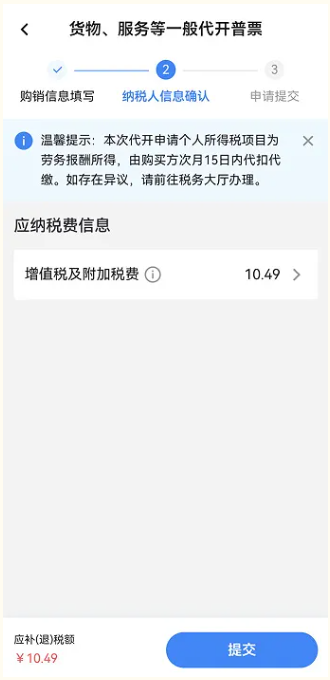 货物、服务等一般代开普票
2
3
购销信息填写
纳税人信息确认
申请提交
温馨提示：本次代开申请个人所得税项目为
劳务报酬所得，由购买方次月15日内代扣代
缴。如存在异议，请前往税务大厅办理。
应纳税费信息
增值税及附加税费
10.49
应补(退)税额
¥10.49
提交